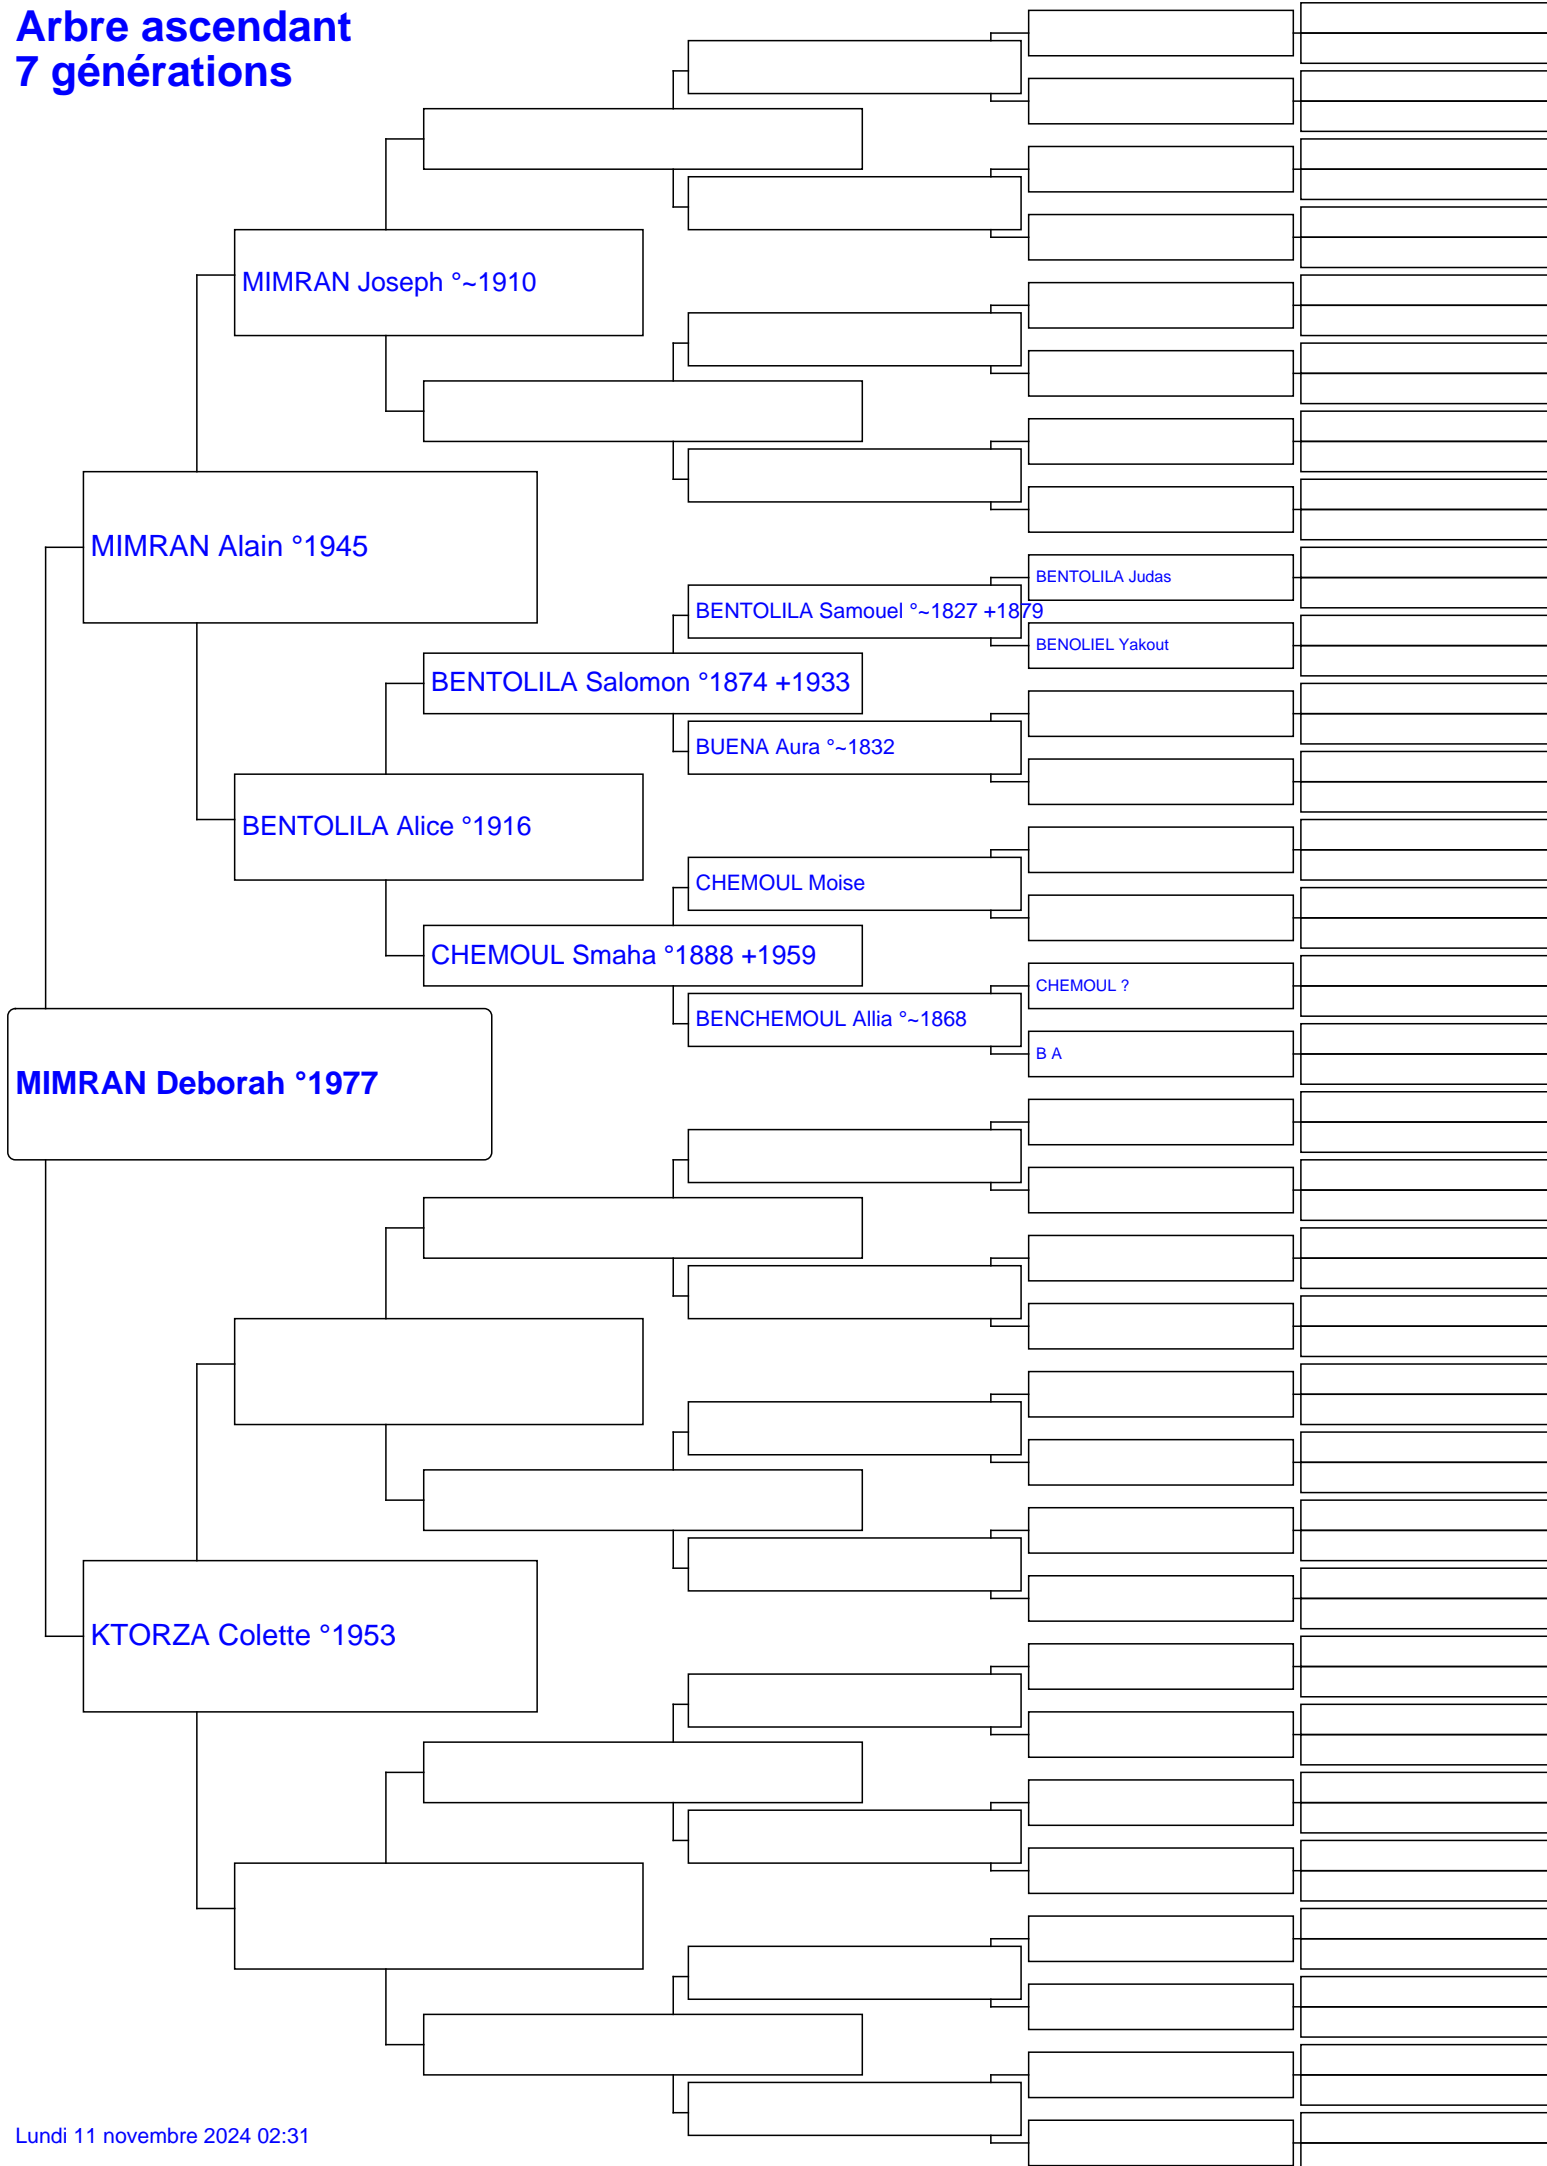 Arbre ascendant
7 générations
MIMRAN Joseph °~1910
MIMRAN Alain °1945
BENTOLILA Judas
BENTOLILA Samouel °~1827 +1879
BENOLIEL Yakout
BENTOLILA Salomon °1874 +1933
BUENA Aura °~1832
BENTOLILA Alice °1916
CHEMOUL Moise
CHEMOUL Smaha °1888 +1959
CHEMOUL ?
BENCHEMOUL Allia °~1868
B A
MIMRAN Deborah °1977
KTORZA Colette °1953
Lundi 11 novembre 2024 02:31